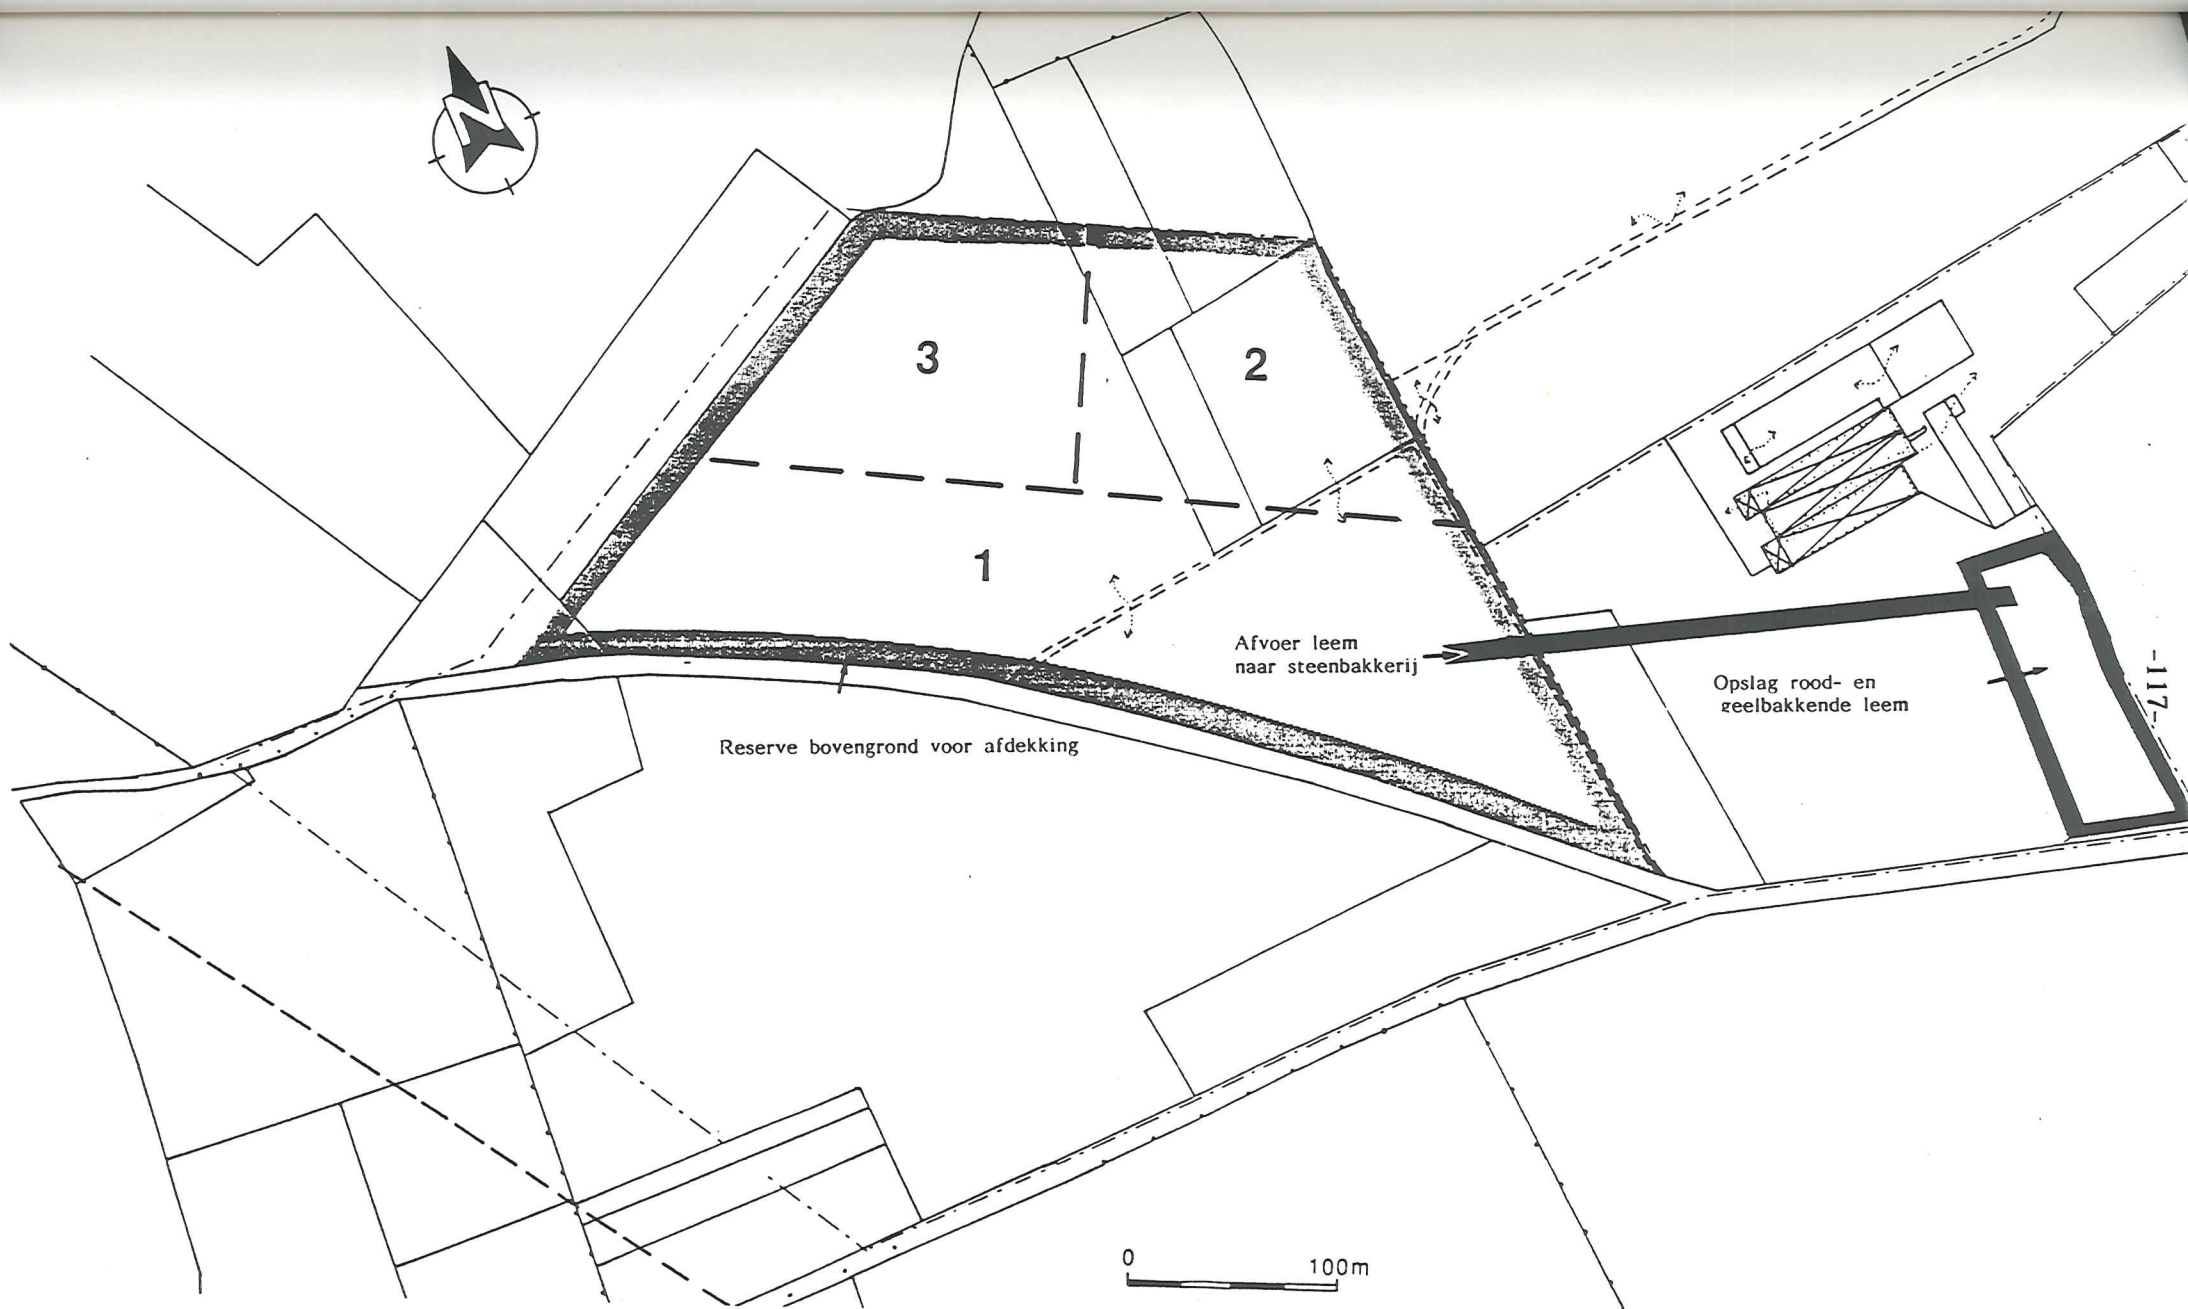 N
3
2
1
Afvoer leem
naar steenbakkerij
Opslag rood- en
geelbakkende leem
-117-
Reserve bovengrond voor afdekking
0 100m